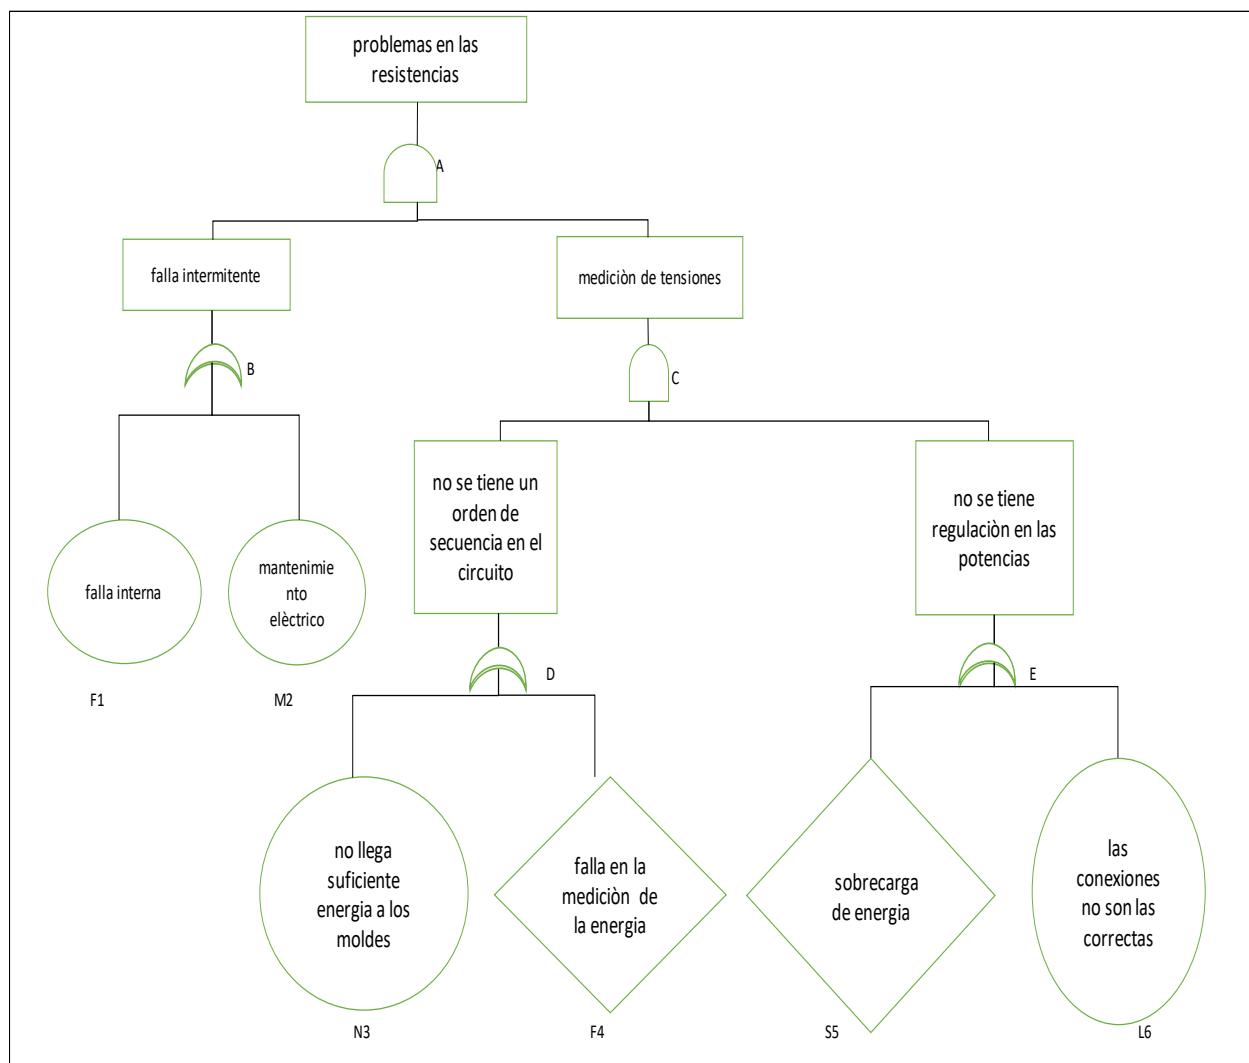 problemas en las
resistencias
A
falla intermitente
mediciòn de tensiones
B
C
no se tiene un
orden de
secuencia en el
circuito
no se tiene
regulaciòn en las
potencias
falla interna
mantenimie
nto
elèctrico
F1
M2
D
E
no llega
suficiente
energia a los
moldes
falla en la
mediciòn de
la energia
sobrecarga
de energia
las
conexiones
no son las
correctas
N3
F4
S5
L6